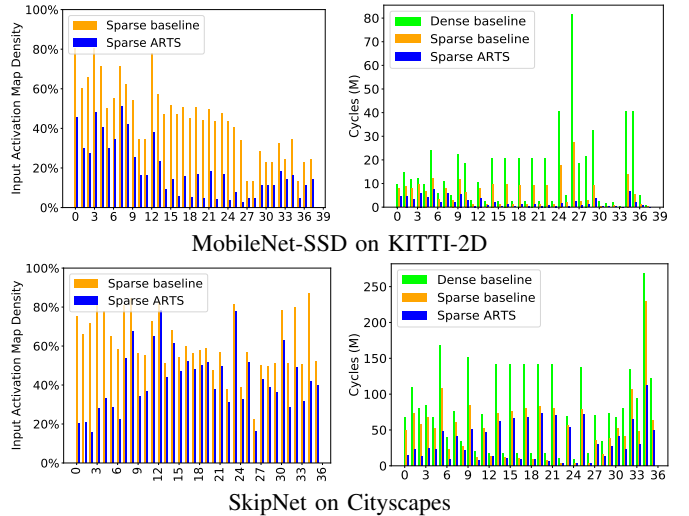 100%
80%
60%
40%
20%
0%
Input Activation Map Density
Sparse baseline
Sparse ARTS
0 3 6 9 12 15 18 21 24 27 30 33 36 39
80
70
60
50
40
30
20
10
0
Cycles (M)
Dense baseline
Sparse baseline
Sparse ARTS
0 3 6 9 12 15 18 21 24 27 30 33 36 39
MobileNet-SSD on KITTI-2D
100%
80%
60%
40%
20%
0%
Input Activation Map Density
Sparse baseline
Sparse ARTS
0 3 6 9 12 15 18 21 24 27 30 33 36
250
200
150
100
50
0
Cycles (M)
Dense baseline
Sparse baseline
Sparse ARTS
0 3 6 9 12 15 18 21 24 27 30 33 36
SkipNet on Cityscapes